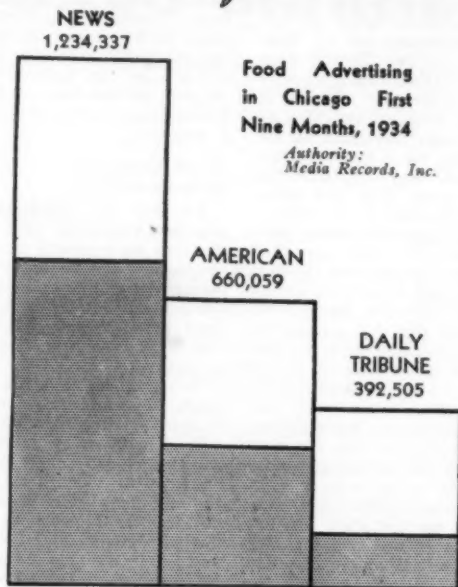 NEWS
1,234,337
Food Advertising
in Chicago First
Nine Months, 1934
Authority:
Media Records, Inc.
AMERICAN
660,059
DAILY
TRIBUNE
392,505